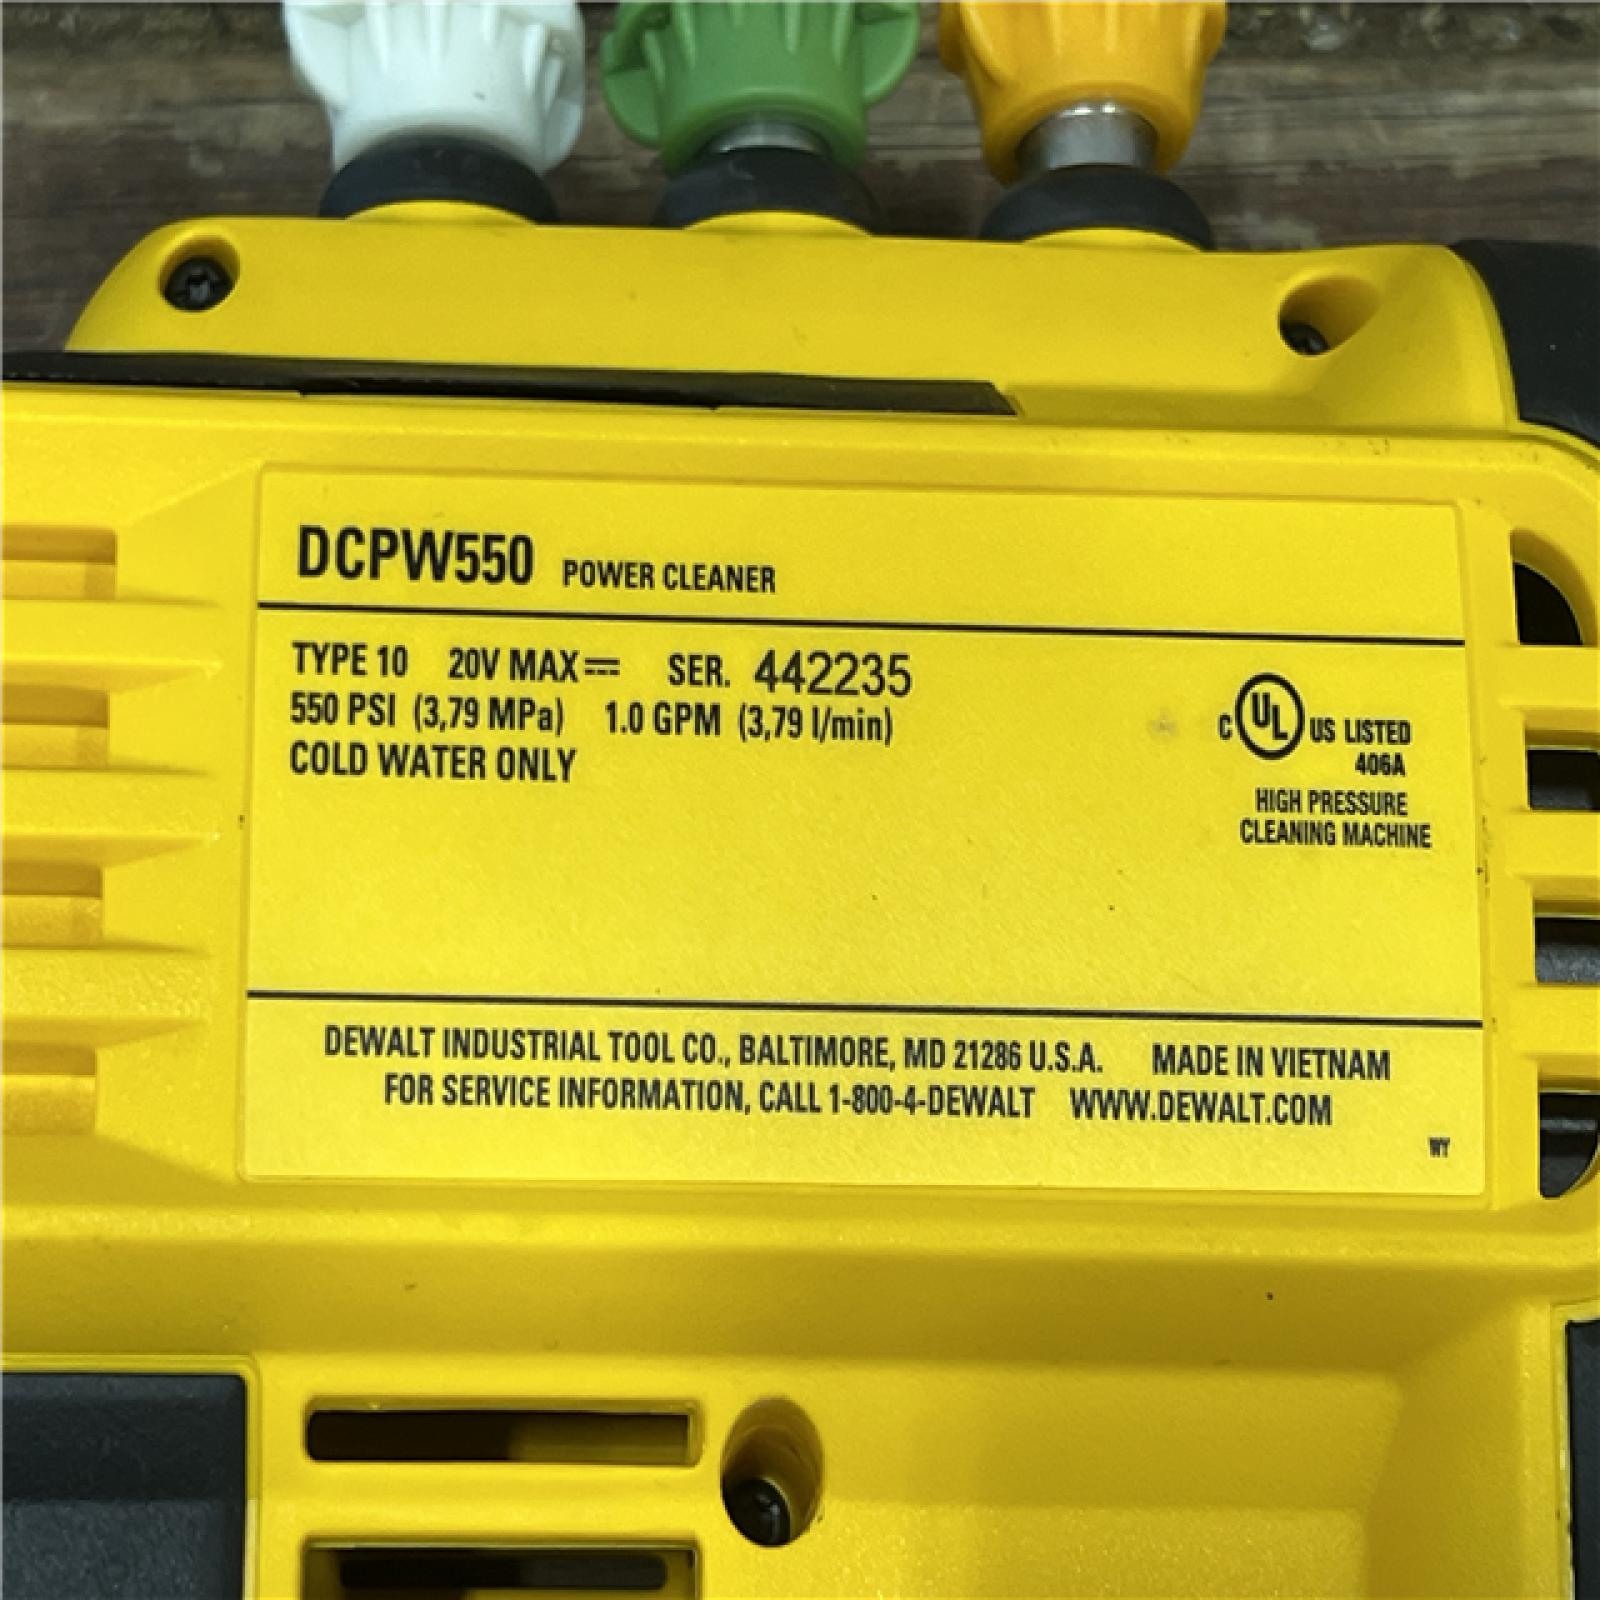 DCPW550 POWER CLEANER
TYPE 10 20V MAX⎓ SER. 442235
550 PSI (3,79 MPa) 1.0 GPM (3,79 l/min)
COLD WATER ONLY
C UL US LISTED
406A
HIGH PRESSURE
CLEANING MACHINE
DEWALT INDUSTRIAL TOOL CO., BALTIMORE, MD 21286 U.S.A. MADE IN VIETNAM
FOR SERVICE INFORMATION, CALL 1-800-4-DEWALT WWW.DEWALT.COM
WY